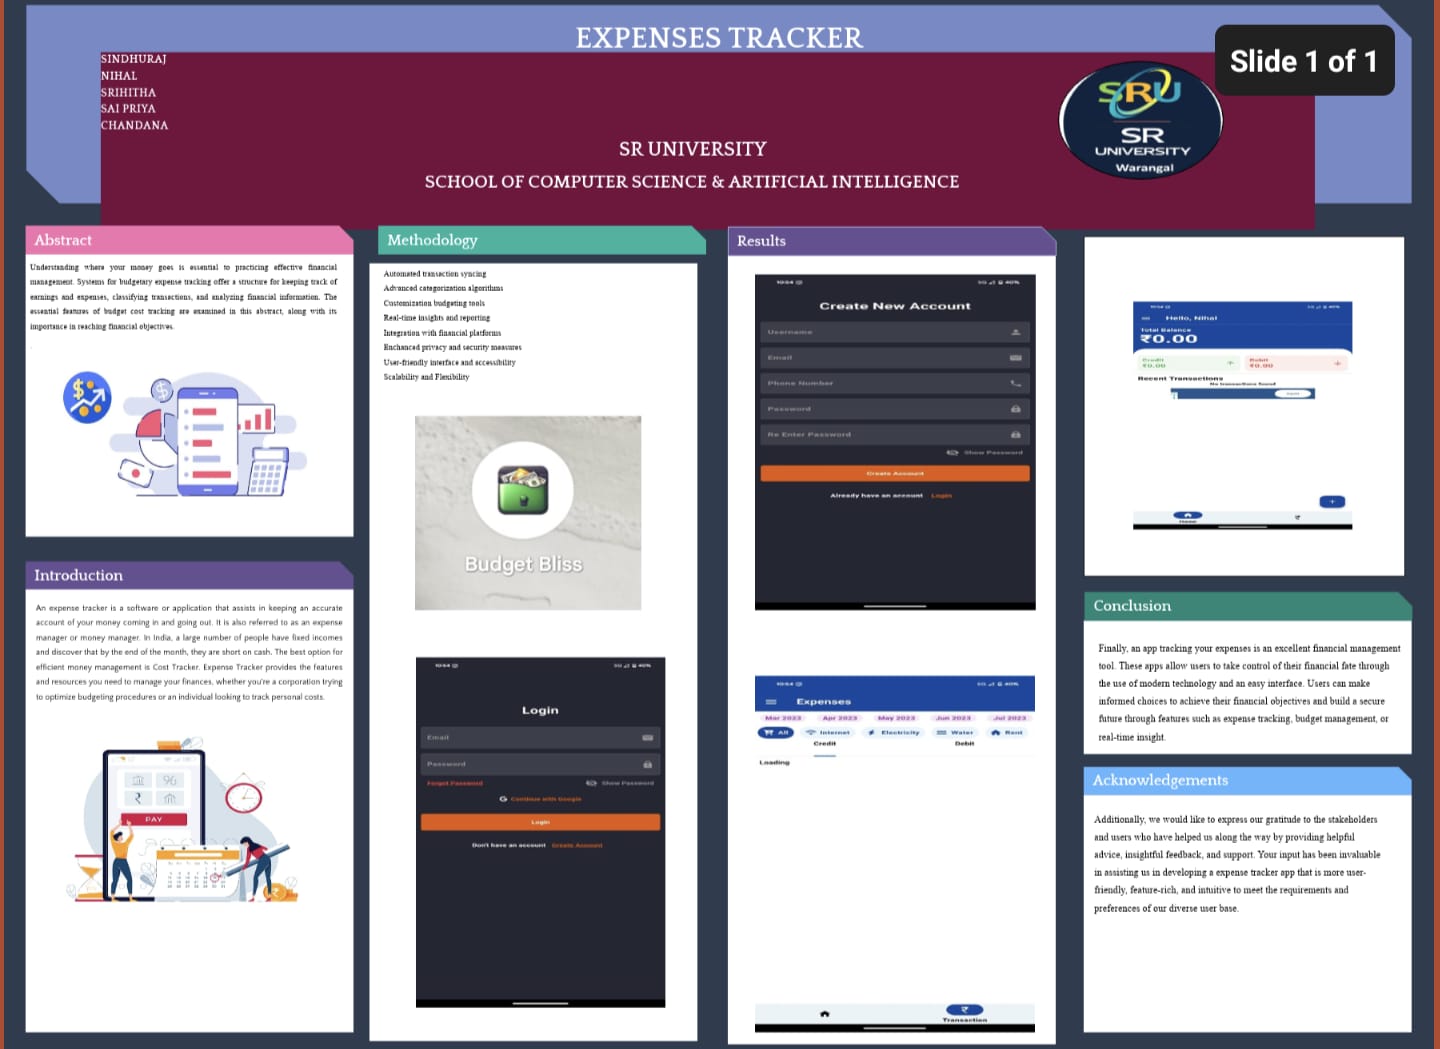 EXPENSES TRACKER
Slide 1 of 1
SINDHURAJ
NIHAL
SRIHITHA
SAI PRIYA
CHANDANA
SRU
SR
UNIVERSITY
Warangal
SR UNIVERSITY
SCHOOL OF COMPUTER SCIENCE & ARTIFICIAL INTELLIGENCE
Abstract
Understanding where your money goes is essential to practicing effective financial
management. Systems for budgetary expense tracking offer a structure for keeping track of
earnings and expenses, classifying transactions, and analyzing financial information. The
essential features of budget cost tracking are examined in this abstract, along with its
importance in reaching financial objectives.
Introduction
An expense tracker is a software or application that assists in keeping an accurate
account of your money coming in and going out. It is also referred to as an expense
manager or money manager. In India, a large number of people have fixed incomes
and discover that by the end of the month, they are short on cash. The best option for
efficient money management is Cost Tracker. Expense Tracker provides the features
and resources you need to manage your finances, whether you're a corporation trying
to optimize budgeting procedures or an individual looking to track personal costs.
96
₹
PAY
Methodology
Automated transaction syncing
Advanced categorization algorithms
Customization budgeting tools
Real-time insights and reporting
Integration with financial platforms
Enchanced privacy and security measures
User-friendly interface and accessibility
Scalability and Flexibility
Budget Bliss
10:54
5G 40%
Login
Email
Password
Forgot Password
Show Password
G Continue with Google
Login
Don't have an account Create Account
Results
10:54
5G 40%
Create New Account
Username
Email
Phone Number
Password
Re Enter Password
Show Password
Create Account
Already have an account Login
10:54
5G 40%
Expenses
Mar 2023 Apr 2023 May 2023 Jun 2023 Jul 2023
All Internet Electricity Water Rent
Credit Debit
Loading
₹
Transaction
Hello, Nihal
Total Balance
₹0.00
Credit
₹0.00
Debit
₹0.00
Recent Transactions
No transactions found
Home
₹
Conclusion
Finally, an app tracking your expenses is an excellent financial management
tool. These apps allow users to take control of their financial fate through
the use of modern technology and an easy interface. Users can make
informed choices to achieve their financial objectives and build a secure
future through features such as expense tracking, budget management, or
real-time insight.
Acknowledgements
Additionally, we would like to express our gratitude to the stakeholders
and users who have helped us along the way by providing helpful
advice, insightful feedback, and support. Your input has been invaluable
in assisting us in developing a expense tracker app that is more user-
friendly, feature-rich, and intuitive to meet the requirements and
preferences of our diverse user base.